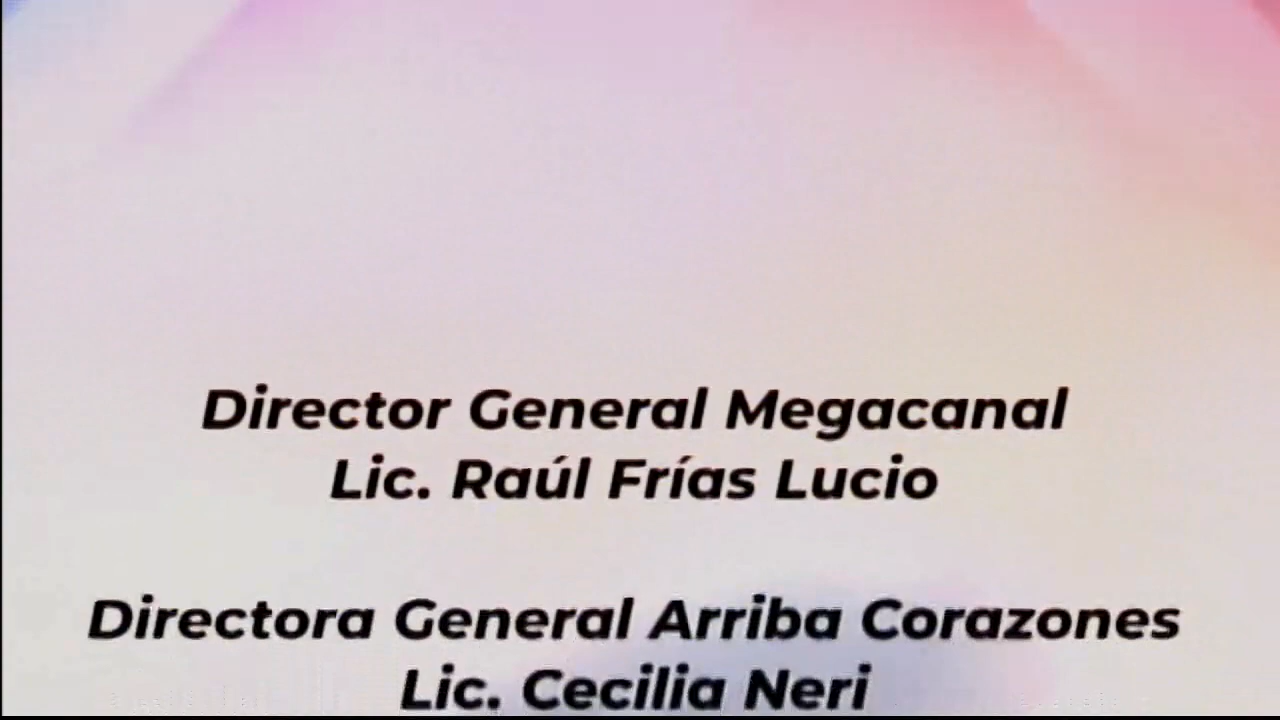 Director General Megacanal
Lic. Raúl Frías Lucio
Directora General Arriba Corazones
Lic. Cecilia Neri